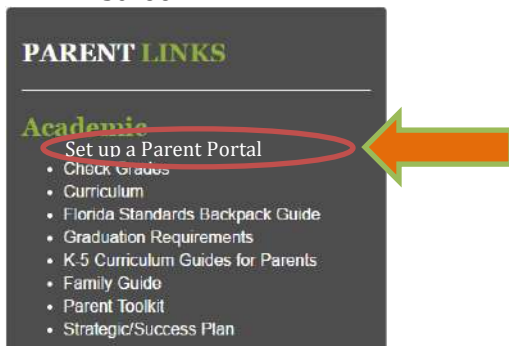 PARENT LINKS
Academic
Set up a Parent Portal
• Check Grades
• Curriculum
• Florida Standards Backpack Guide
• Graduation Requirements
• K-5 Curriculum Guides for Parents
• Family Guide
• Parent Toolkit
• Strategic/Success Plan